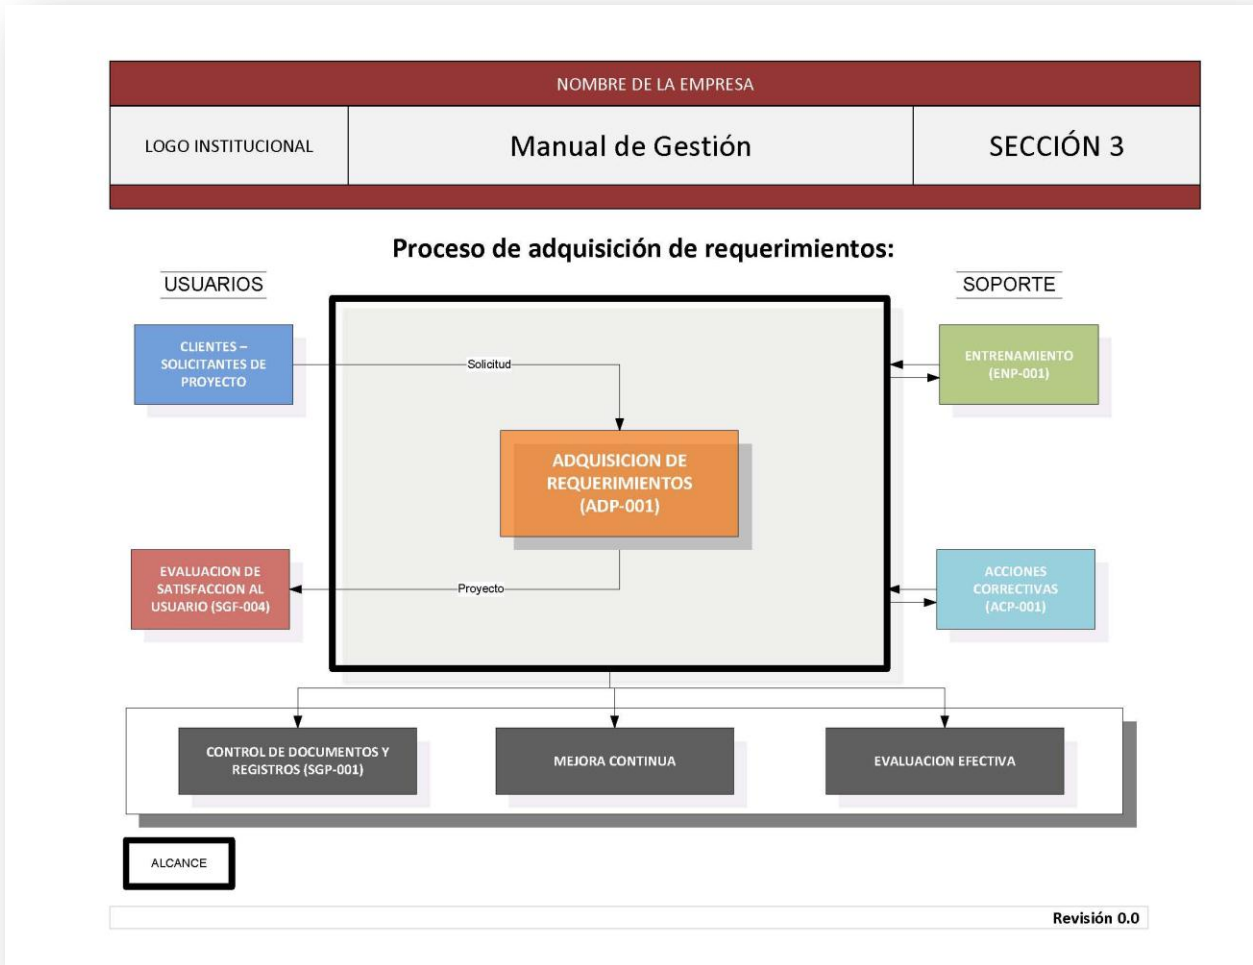 NOMBRE DE LA EMPRESA
LOGO INSTITUCIONAL
Manual de Gestión
SECCIÓN 3
Proceso de adquisición de requerimientos:
USUARIOS
SOPORTE
CLIENTES –
SOLICITANTES DE
PROYECTO
Solicitud
ENTRENAMIENTO
(ENP-001)
ADQUISICION DE
REQUERIMIENTOS
(ADP-001)
EVALUACION DE
SATISFACCION AL
USUARIO (SGF-004)
Proyecto
ACCIONES
CORRECTIVAS
(ACP-001)
CONTROL DE DOCUMENTOS Y
REGISTROS (SGP-001)
MEJORA CONTINUA
EVALUACION EFECTIVA
ALCANCE
Revisión 0.0